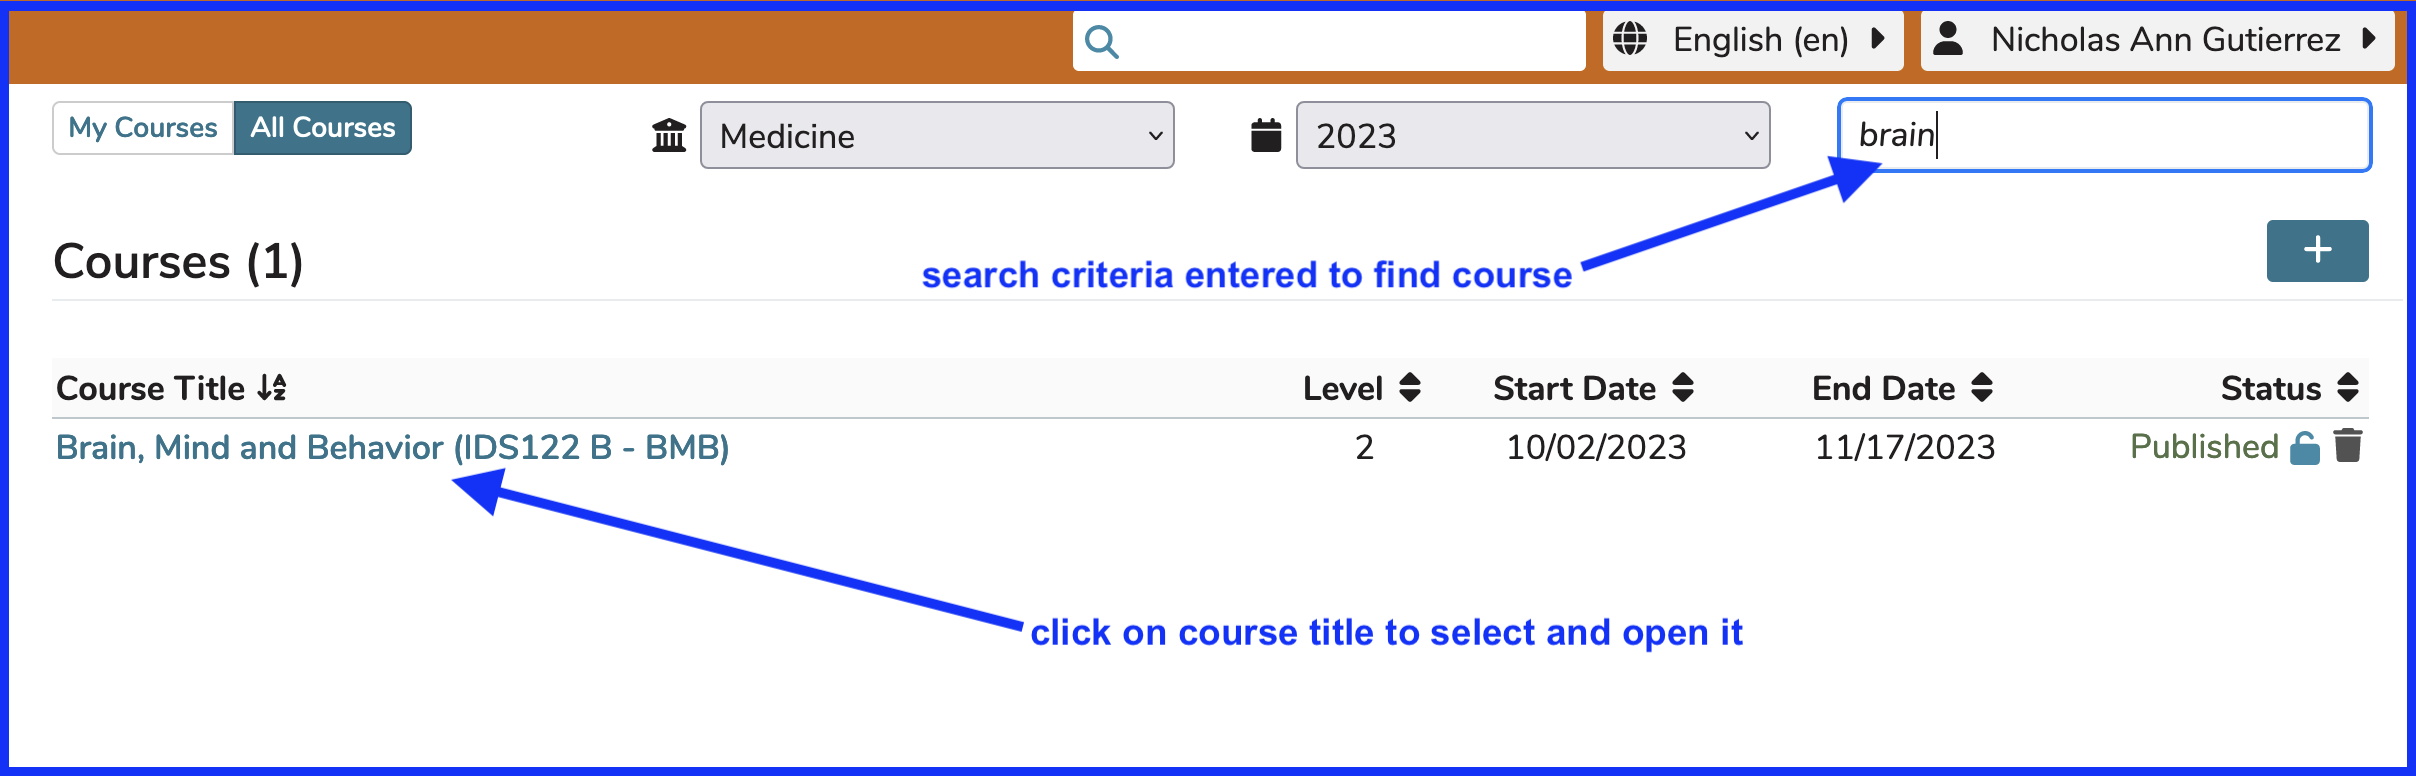 English (en)
Nicholas Ann Gutierrez
My Courses
All Courses
Medicine
2023
brain
Courses (1)
search criteria entered to find course
+
Course Title
Level
Start Date
End Date
Status
Brain, Mind and Behavior (IDS122 B - BMB)
2
10/02/2023
11/17/2023
Published
click on course title to select and open it